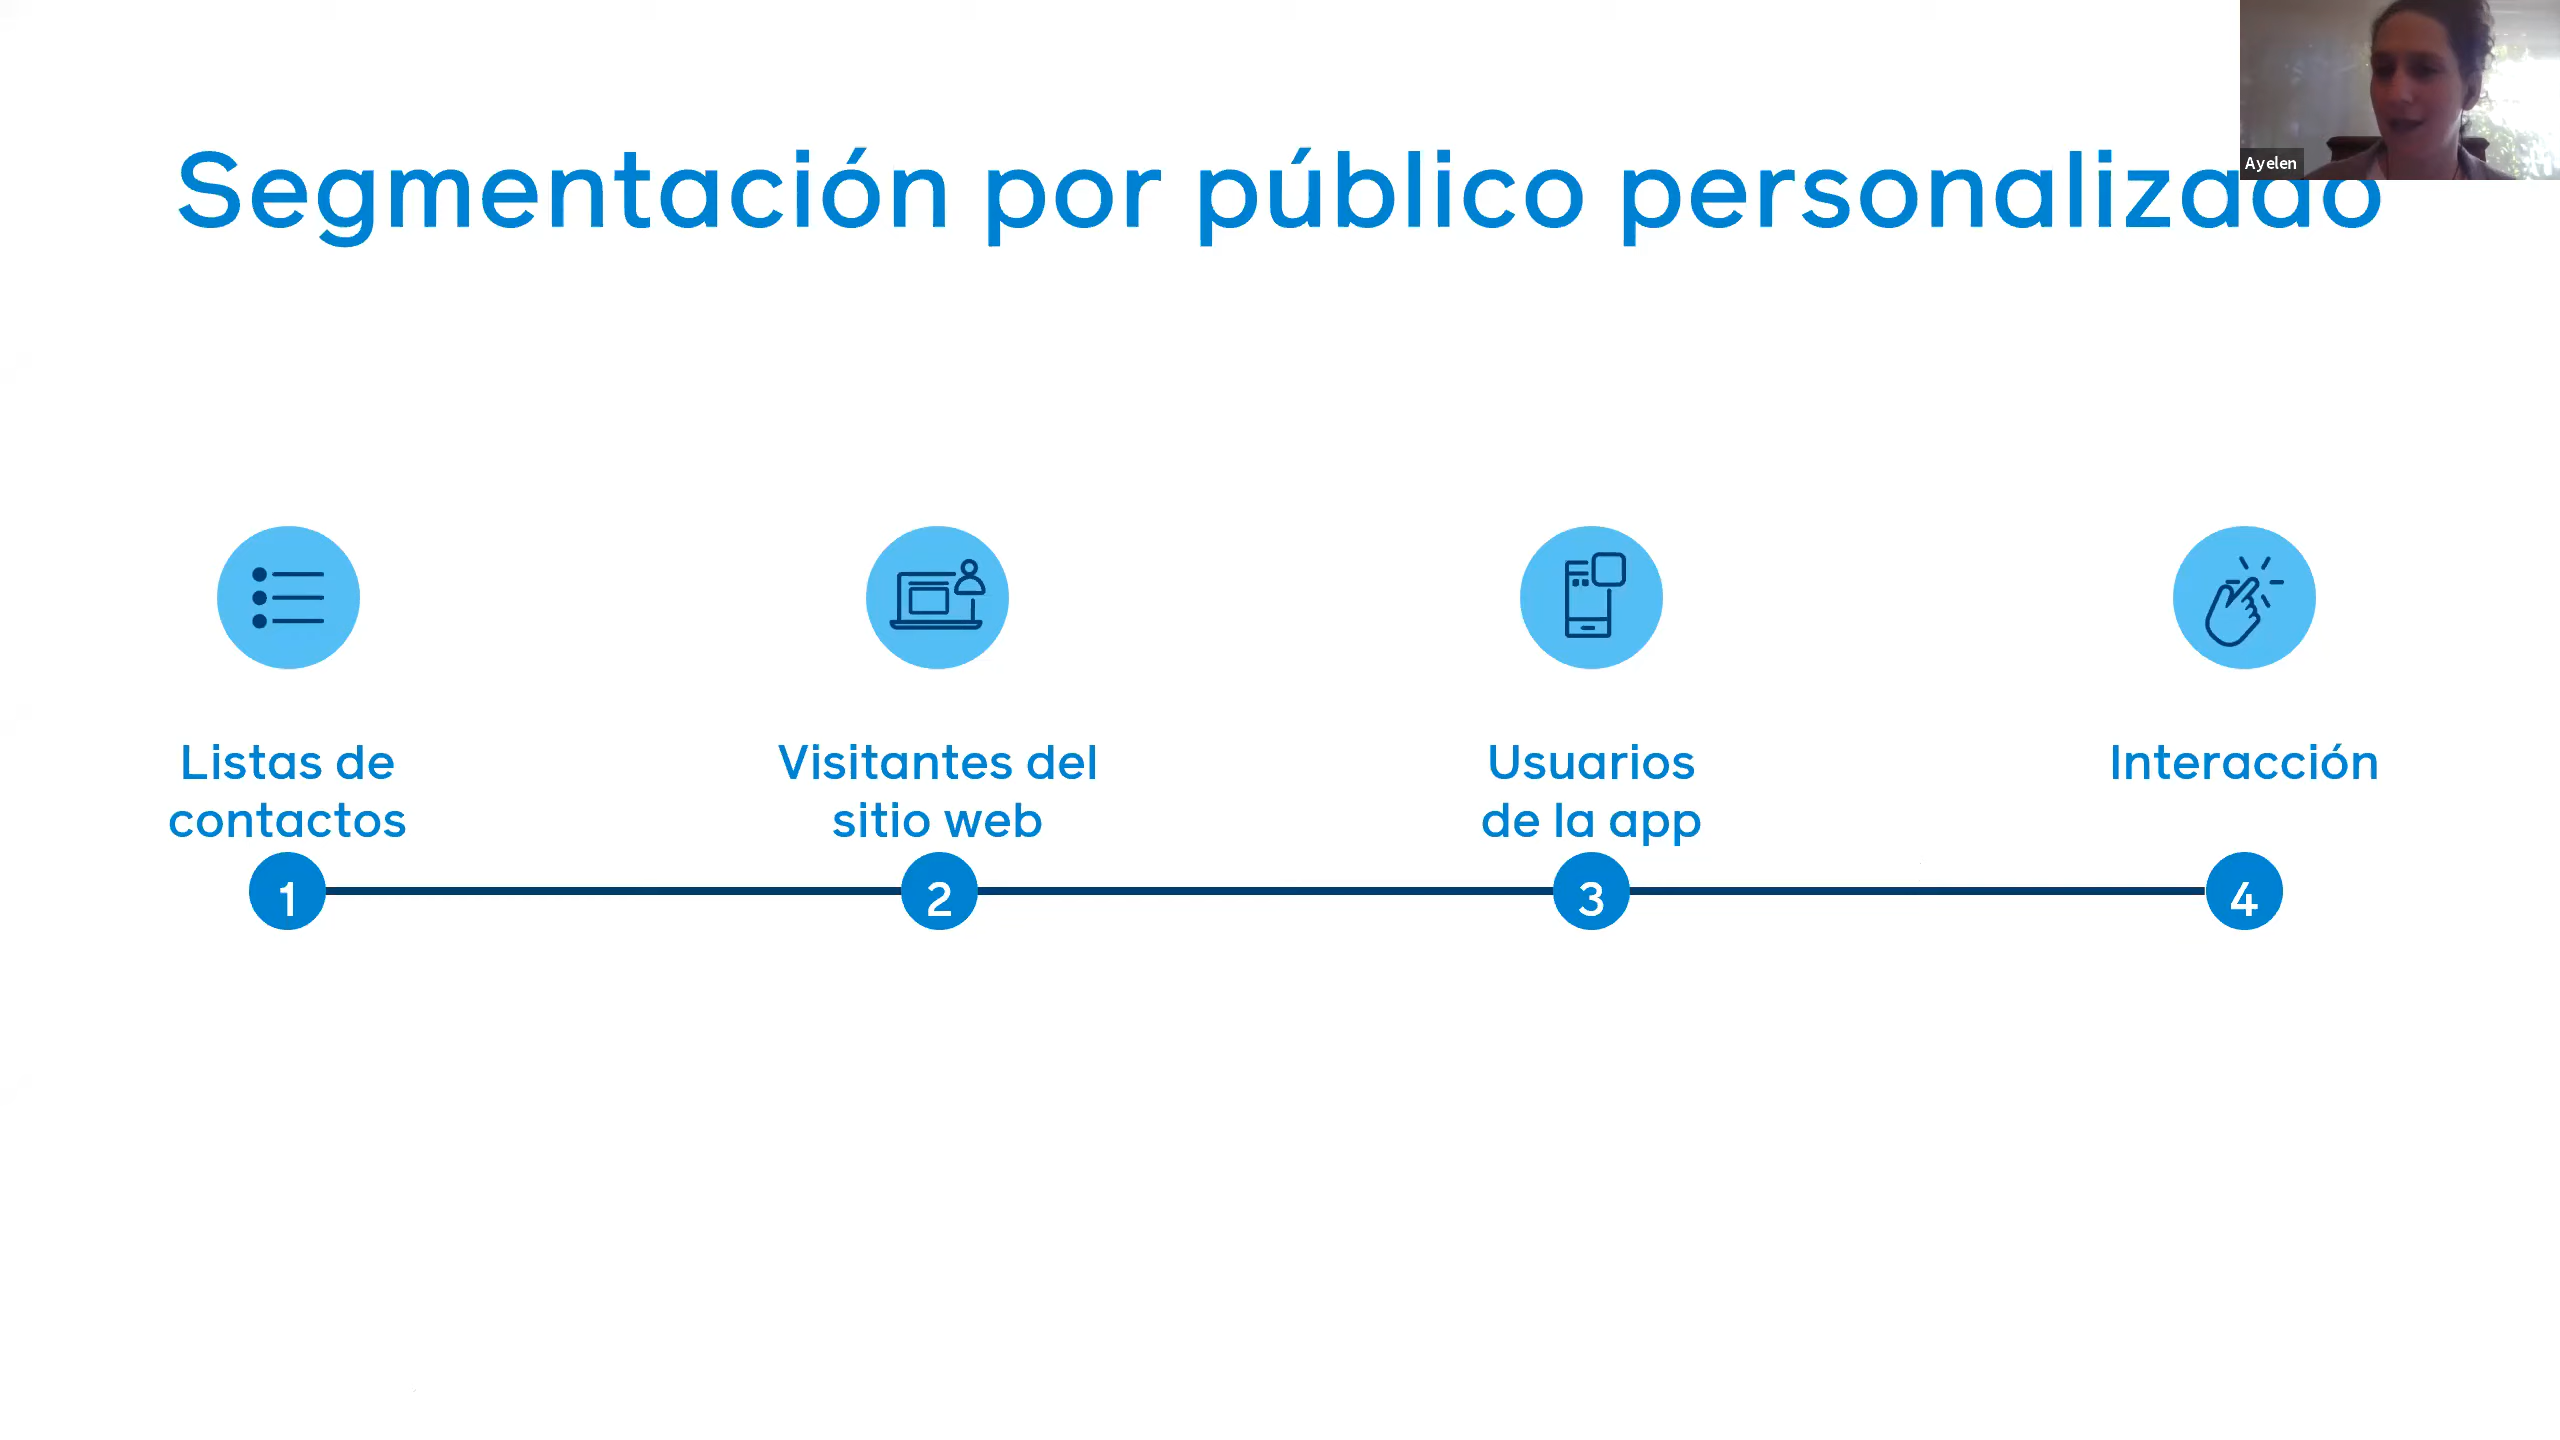 Segmentación por público personalizado
Ayelen
Listas de
contactos
Visitantes del
sitio web
Usuarios
de la app
Interacción
1
2
3
4